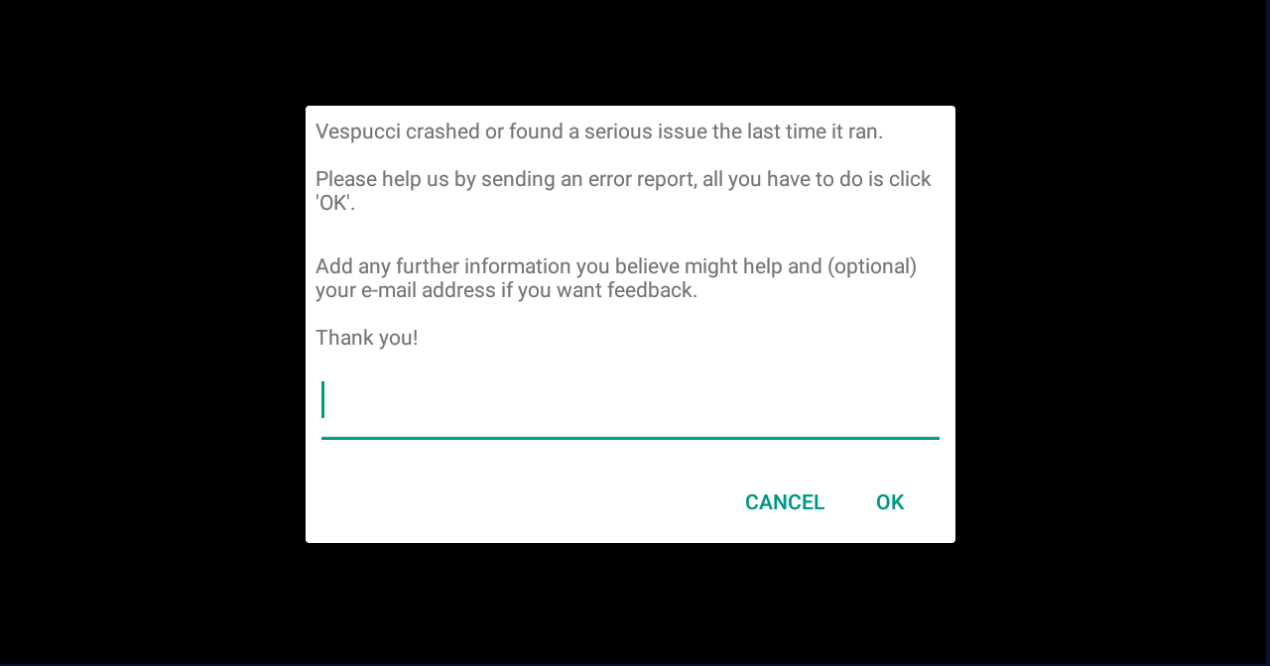 Vespucci crashed or found a serious issue the last time it ran.
Please help us by sending an error report, all you have to do is click
'OK'.
Add any further information you believe might help and (optional)
your e-mail address if you want feedback.
Thank you!
CANCEL OK